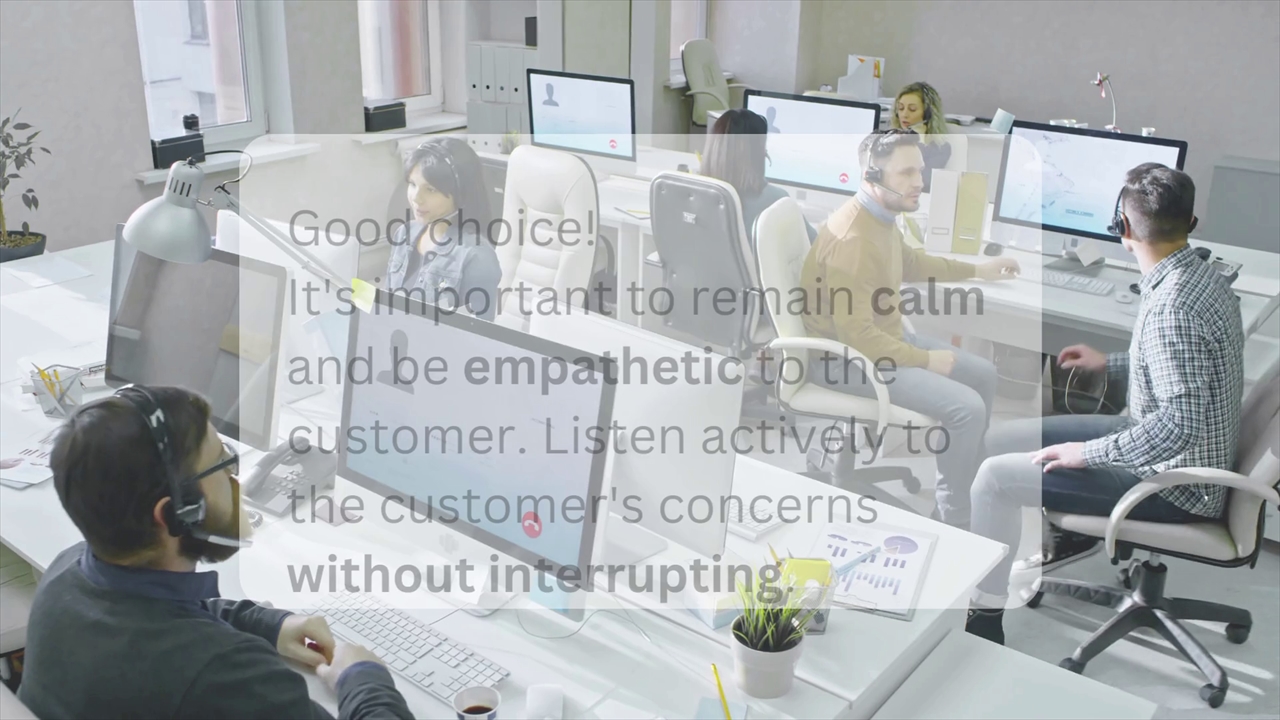 Good choice!
It's important to remain calm
and be empathetic to the
customer. Listen actively to
the customer's concerns
without interrupting.